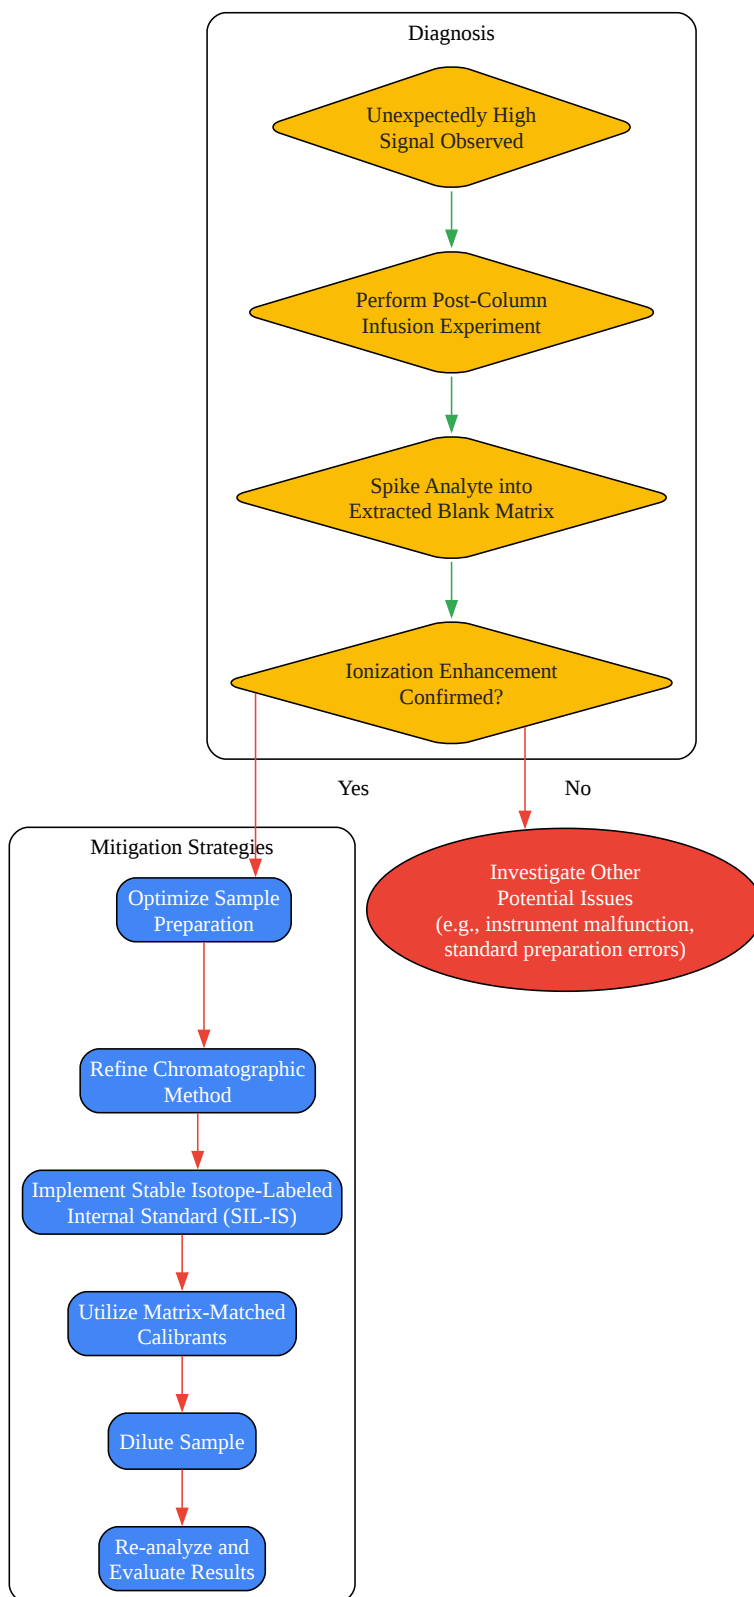 Diagnosis
Unexpectedly High
Signal Observed
Perform Post-Column
Infusion Experiment
Spike Analyte into
Extracted Blank Matrix
Ionization Enhancement
Confirmed?
Yes
No
Mitigation Strategies
Optimize Sample
Preparation
Investigate Other
Potential Issues
(e.g., instrument malfunction,
standard preparation errors)
Refine Chromatographic
Method
Implement Stable Isotope-Labeled
Internal Standard (SIL-IS)
Utilize Matrix-Matched
Calibrants
Dilute Sample
Re-analyze and
Evaluate Results